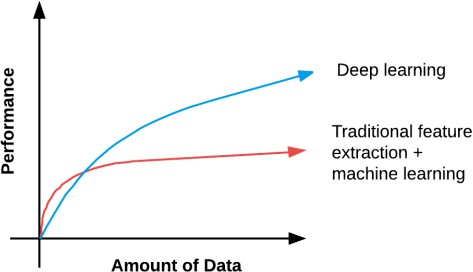 Performance
Deep learning
Traditional feature
extraction +
machine learning
Amount of Data